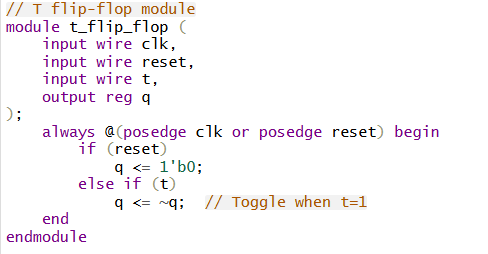 // T flip-flop module
module t_flip_flop (
    input wire clk,
    input wire reset,
    input wire t,
    output reg q
);
    always @(posedge clk or posedge reset) begin
        if (reset)
            q <= 1'b0;
        else if (t)
            q <= ~q;  // Toggle when t=1
    end
endmodule